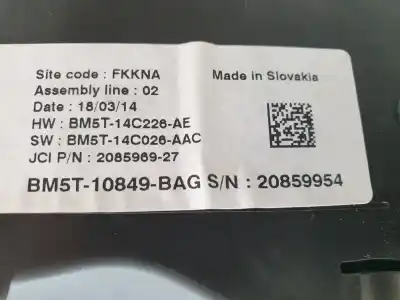 Site code : FKKNA
Made in Slovakia
Assembly line : 02
Date : 18/03/14
HW : BM5T-14C226-AE
SW : BM5T-14C026-AAC
JCI P/N : 2085969-27
BM5T-10849-BAG S/N : 20859954